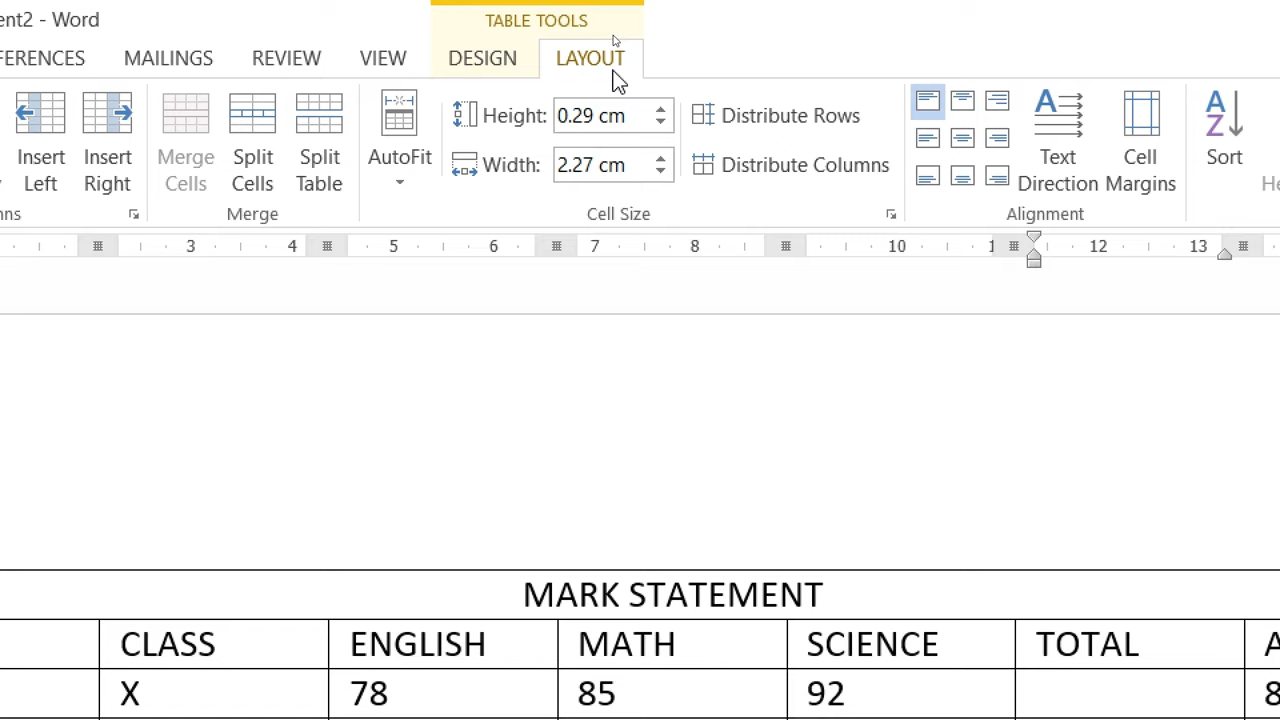 ent2 - Word
TABLE TOOLS
FERENCES MAILINGS REVIEW VIEW DESIGN LAYOUT
Insert Left
Insert Right
Merge Cells
Split Cells
Split Table
AutoFit
Height: 0.29 cm
Width: 2.27 cm
Distribute Rows
Distribute Columns
Text Direction
Cell Margins
A Z Sort
He
ns Merge Cell Size Alignment
3 4 5 6 7 8 10 1 12 13
MARK STATEMENT
CLASS ENGLISH MATH SCIENCE TOTAL A
X 78 85 92 8